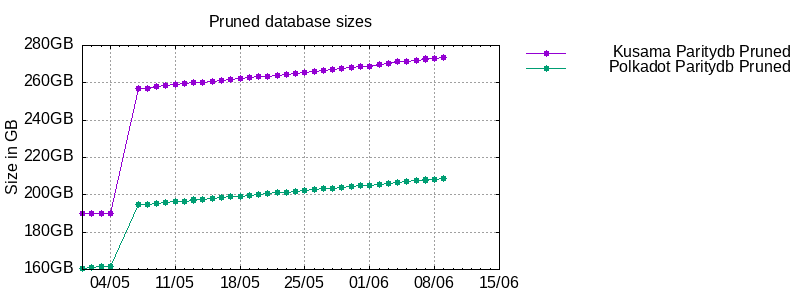 Pruned database sizes
280GB
260GB
240GB
220GB
200GB
180GB
160GB
Size in GB
04/05 11/05 18/05 25/05 01/06 08/06 15/06
Kusama Paritydb Pruned
Polkadot Paritydb Pruned